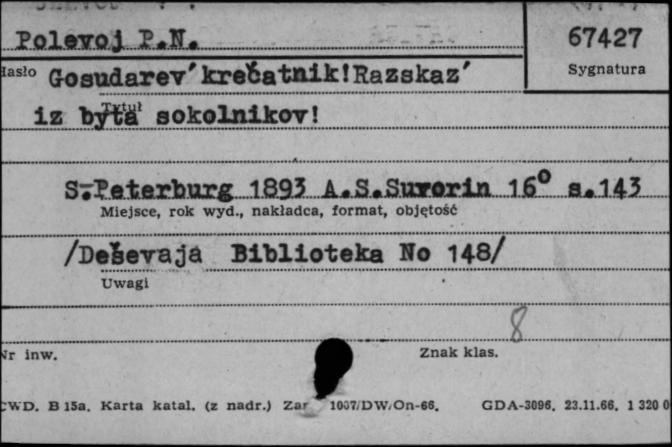 Polevoj P.N.
67427
Hasło
Sygnatura
Gosudarev' krečatnik! Razskaz'
Tytuł
iz byta sokolnikov!
S.-Peterburg 1893 A.S.Suvorin 16° s.143
Miejsce, rok wyd., nakładca, format, objętość
/Deševaja Biblioteka No 148/
Uwagi
8
Nr inw.
Znak klas.
CWD. B 15a. Karta katal. (z nadr.) Zam 1007/DW/On-66. GDA-3096. 23.11.66. 1 320 0